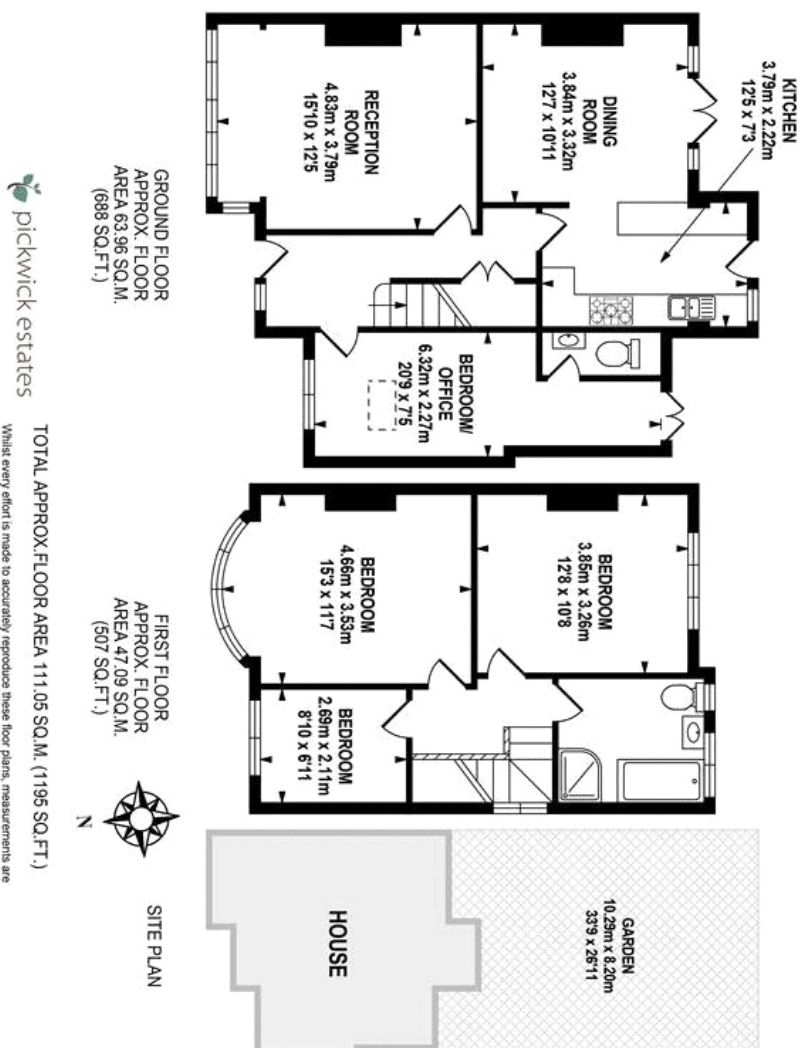 KITCHEN
3.79m x 2.22m
12'5 x 7'3
DINING
ROOM
3.84m x 3.32m
12'7 x 10'11
RECEPTION
ROOM
4.83m x 3.79m
15'10 x 12'5
BEDROOM/
OFFICE
6.32m x 2.27m
20'9 x 7'5
GROUND FLOOR
APPROX. FLOOR
AREA 63.96 SQ.M.
(688 SQ.FT.)
BEDROOM
3.85m x 3.26m
12'8 x 10'8
BEDROOM
4.66m x 3.53m
15'3 x 11'7
BEDROOM
2.69m x 2.11m
8'10 x 6'11
FIRST FLOOR
APPROX. FLOOR
AREA 47.09 SQ.M.
(507 SQ.FT.)
GARDEN
10.29m x 8.20m
33'9 x 26'11
HOUSE
SITE PLAN
N
pickwick estates
TOTAL APPROX.FLOOR AREA 111.05 SQ.M. (1195 SQ.FT.)
Whilst every effort is made to accurately reproduce these floor plans, measurements are